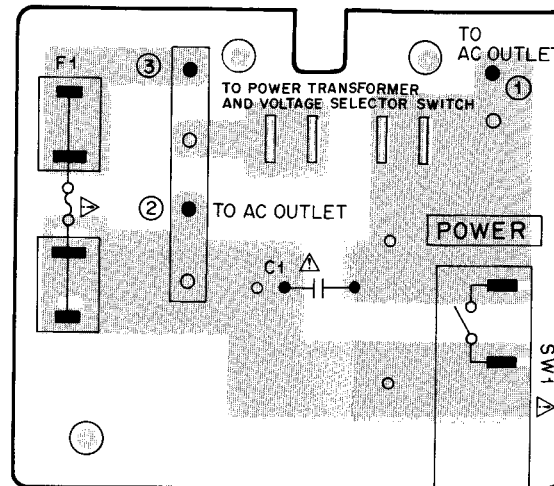 F1
③
TO
AC OUTLET
①
TO POWER TRANSFORMER
AND VOLTAGE SELECTOR SWITCH
②
TO AC OUTLET
POWER
C1
SW1